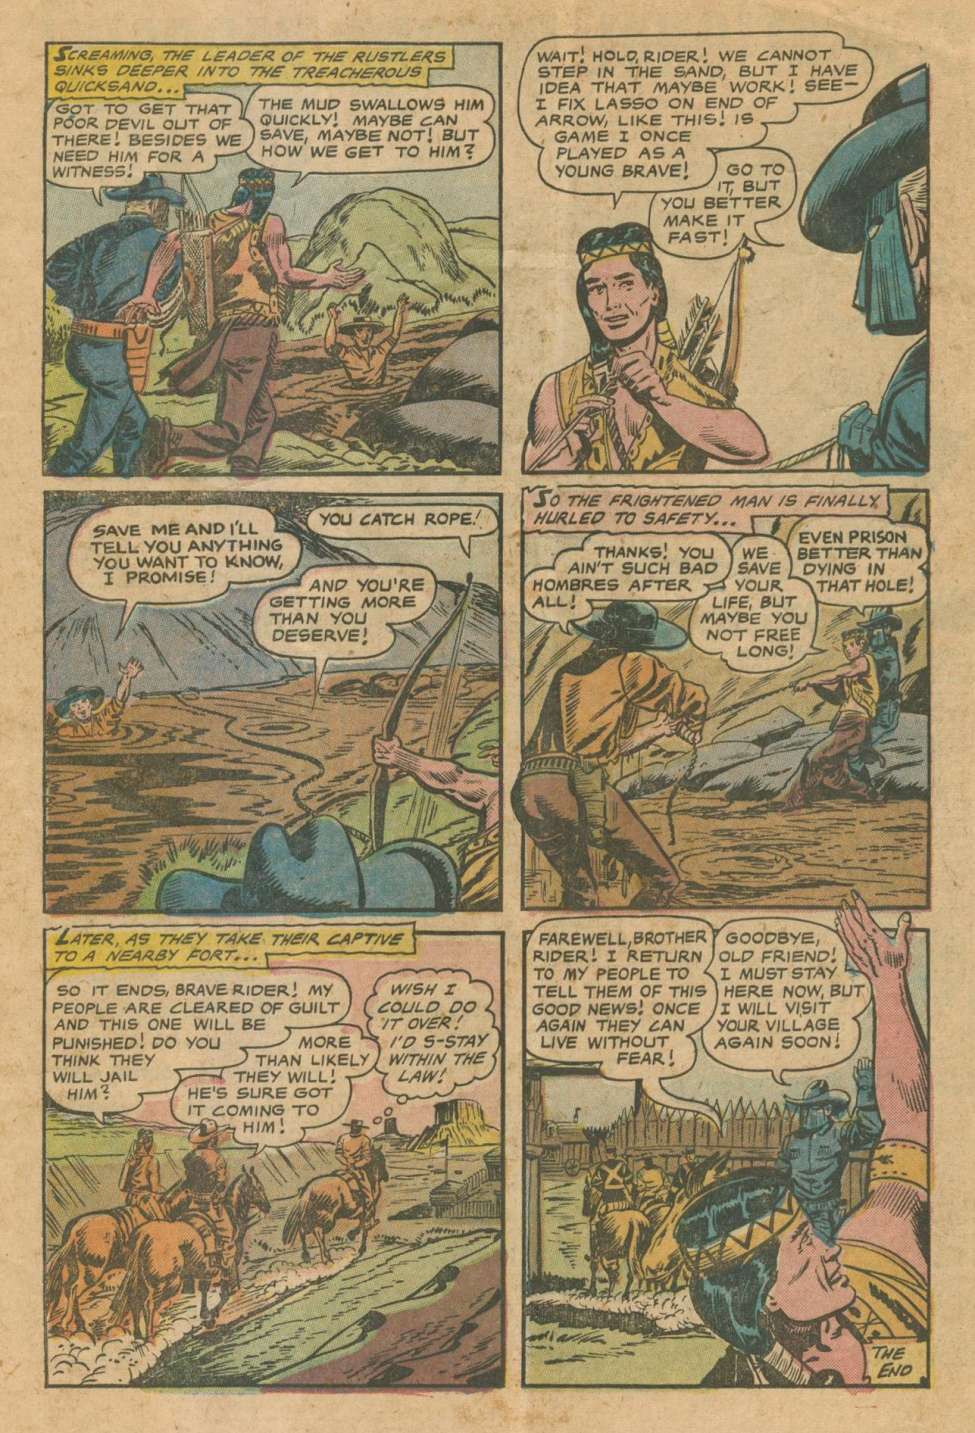 SCREAMING, THE LEADER OF THE RUSTLERS
SINKS DEEPER INTO THE TREACHEROUS
QUICKSAND...
GOT TO GET THAT
POOR DEVIL OUT OF
THERE! BESIDES WE
NEED HIM FOR A
WITNESS!
THE MUD SWALLOWS HIM
QUICKLY! MAYBE CAN
SAVE, MAYBE NOT! BUT
HOW WE GET TO HIM?
WAIT! HOLD, RIDER! WE CANNOT
STEP IN THE SAND, BUT I HAVE
IDEA THAT MAYBE WORK! SEE—
I FIX LASSO ON END OF
ARROW, LIKE THIS! IS
GAME I ONCE
PLAYED AS A
YOUNG BRAVE!
GO TO
IT, BUT
YOU BETTER
MAKE IT
FAST!
SAVE ME AND I'LL
TELL YOU ANYTHING
YOU WANT TO KNOW,
I PROMISE!
YOU CATCH ROPE!
AND YOU'RE
GETTING MORE
THAN YOU
DESERVE!
SO THE FRIGHTENED MAN IS FINALLY
HURLED TO SAFETY...
THANKS! YOU
AIN'T SUCH BAD
HOMBRES AFTER
ALL!
WE
SAVE
YOUR
LIFE, BUT
MAYBE YOU
NOT FREE
LONG!
EVEN PRISON
BETTER THAN
DYING IN
THAT HOLE!
LATER, AS THEY TAKE THEIR CAPTIVE
TO A NEARBY FORT...
SO IT ENDS, BRAVE RIDER! MY
PEOPLE ARE CLEARED OF GUILT
AND THIS ONE WILL BE
PUNISHED! DO YOU
THINK THEY
WILL JAIL
HIM?
MORE
THAN LIKELY
THEY WILL!
HE'S SURE GOT
IT COMING TO
HIM!
WISH I
COULD DO
IT OVER!
I'D S-STAY
WITHIN THE
LAW!
FAREWELL, BROTHER
RIDER! I RETURN
TO MY PEOPLE TO
TELL THEM OF THIS
GOOD NEWS! ONCE
AGAIN THEY CAN
LIVE WITHOUT
FEAR!
GOODBYE,
OLD FRIEND!
I MUST STAY
HERE NOW, BUT
I WILL VISIT
YOUR VILLAGE
AGAIN SOON!
THE
END